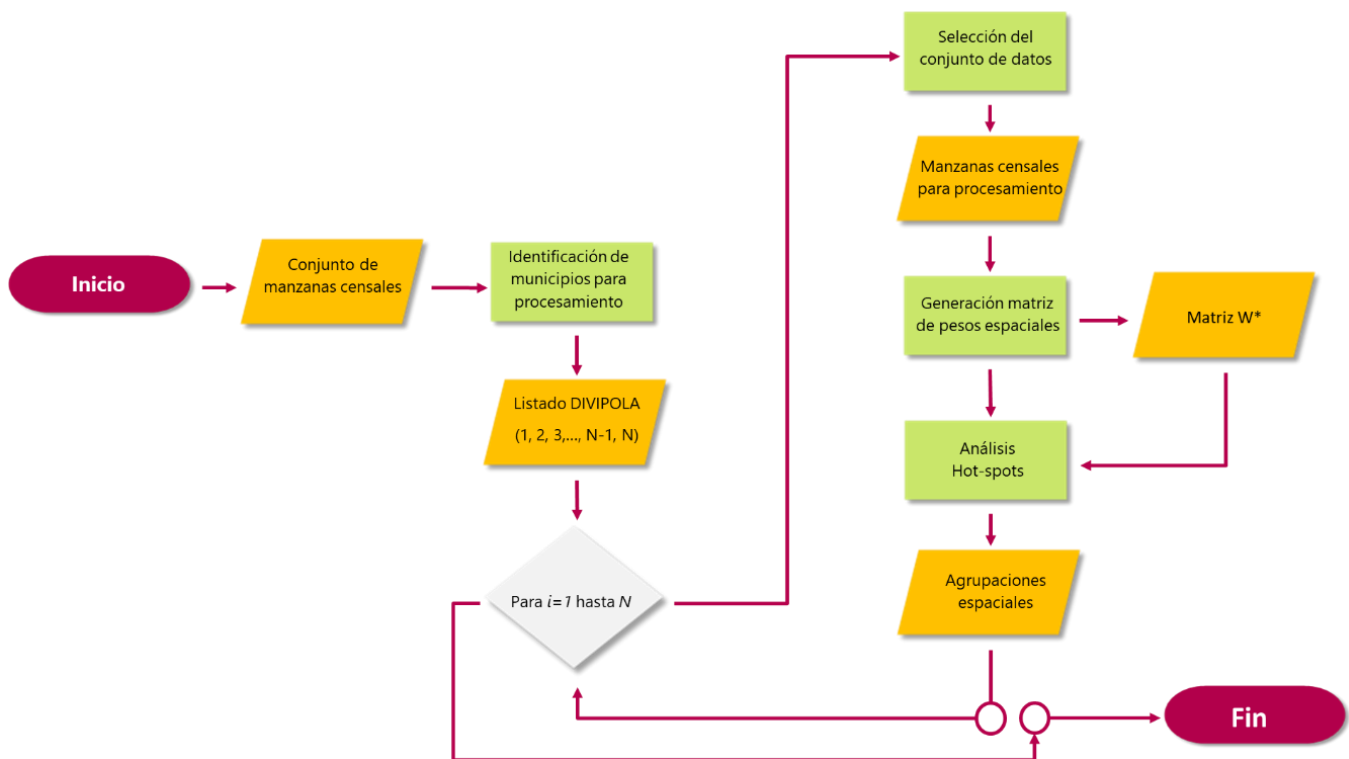 Inicio
Conjunto de
manzanas censales
Identificación de
municipios para
procesamiento
Listado DIVIPOLA
(1, 2, 3,..., N-1, N)
Para i=1 hasta N
Selección del
conjunto de datos
Manzanas censales
para procesamiento
Generación matriz
de pesos espaciales
Matriz W*
Análisis
Hot-spots
Agrupaciones
espaciales
Fin